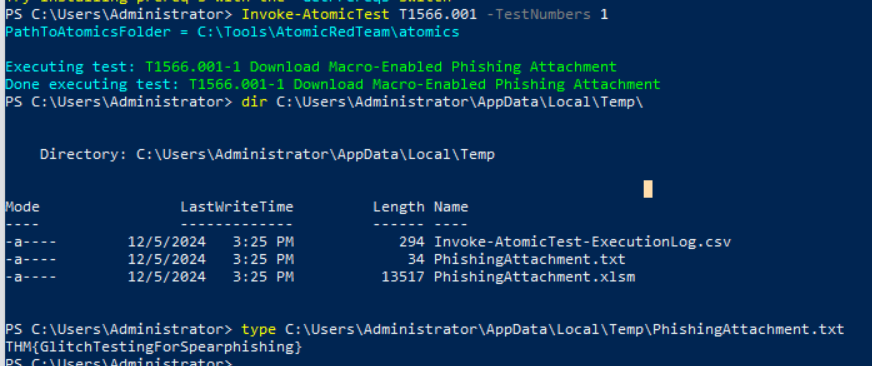 Try installing prereq's with the
PS C:\Users\Administrator> Invoke-AtomicTest T1566.001 -TestNumbers 1
PathToAtomicsFolder = C:\Tools\AtomicRedTeam\atomics
Executing test: T1566.001-1 Download Macro-Enabled Phishing Attachment
Done executing test: T1566.001-1 Download Macro-Enabled Phishing Attachment
PS C:\Users\Administrator> dir C:\Users\Administrator\AppData\Local\Temp\
Directory: C:\Users\Administrator\AppData\Local\Temp
Mode LastWriteTime Length Name
---- ------------- ------ ----
-a---- 12/5/2024 3:25 PM 294 Invoke-AtomicTest-ExecutionLog.csv
-a---- 12/5/2024 3:25 PM 34 PhishingAttachment.txt
-a---- 12/5/2024 3:25 PM 13517 PhishingAttachment.xlsm
PS C:\Users\Administrator> type C:\Users\Administrator\AppData\Local\Temp\PhishingAttachment.txt
THM{GlitchTestingForSpearphishing}
PS C:\Users\Administrator>